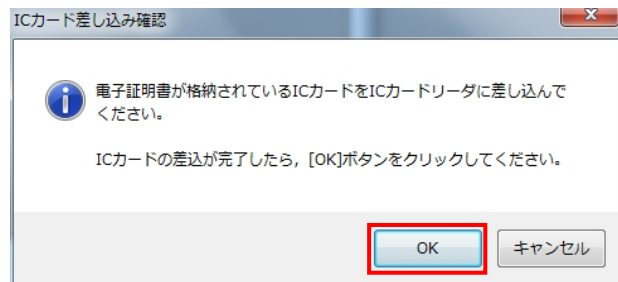 ICカード差し込み確認
電子証明書が格納されているICカードをICカードリーダに差し込んで
ください。
ICカードの差込が完了したら，[OK]ボタンをクリックしてください。
OK
キャンセル